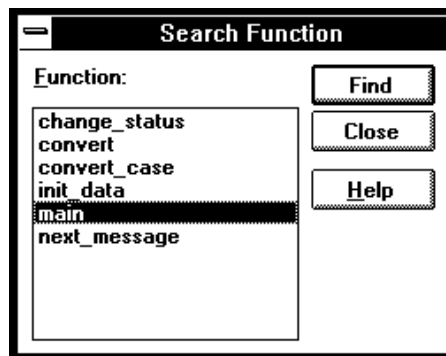 Search Function
Function:
Find
change_status
Close
convert
convert_case
init_data
Help
main
next_message